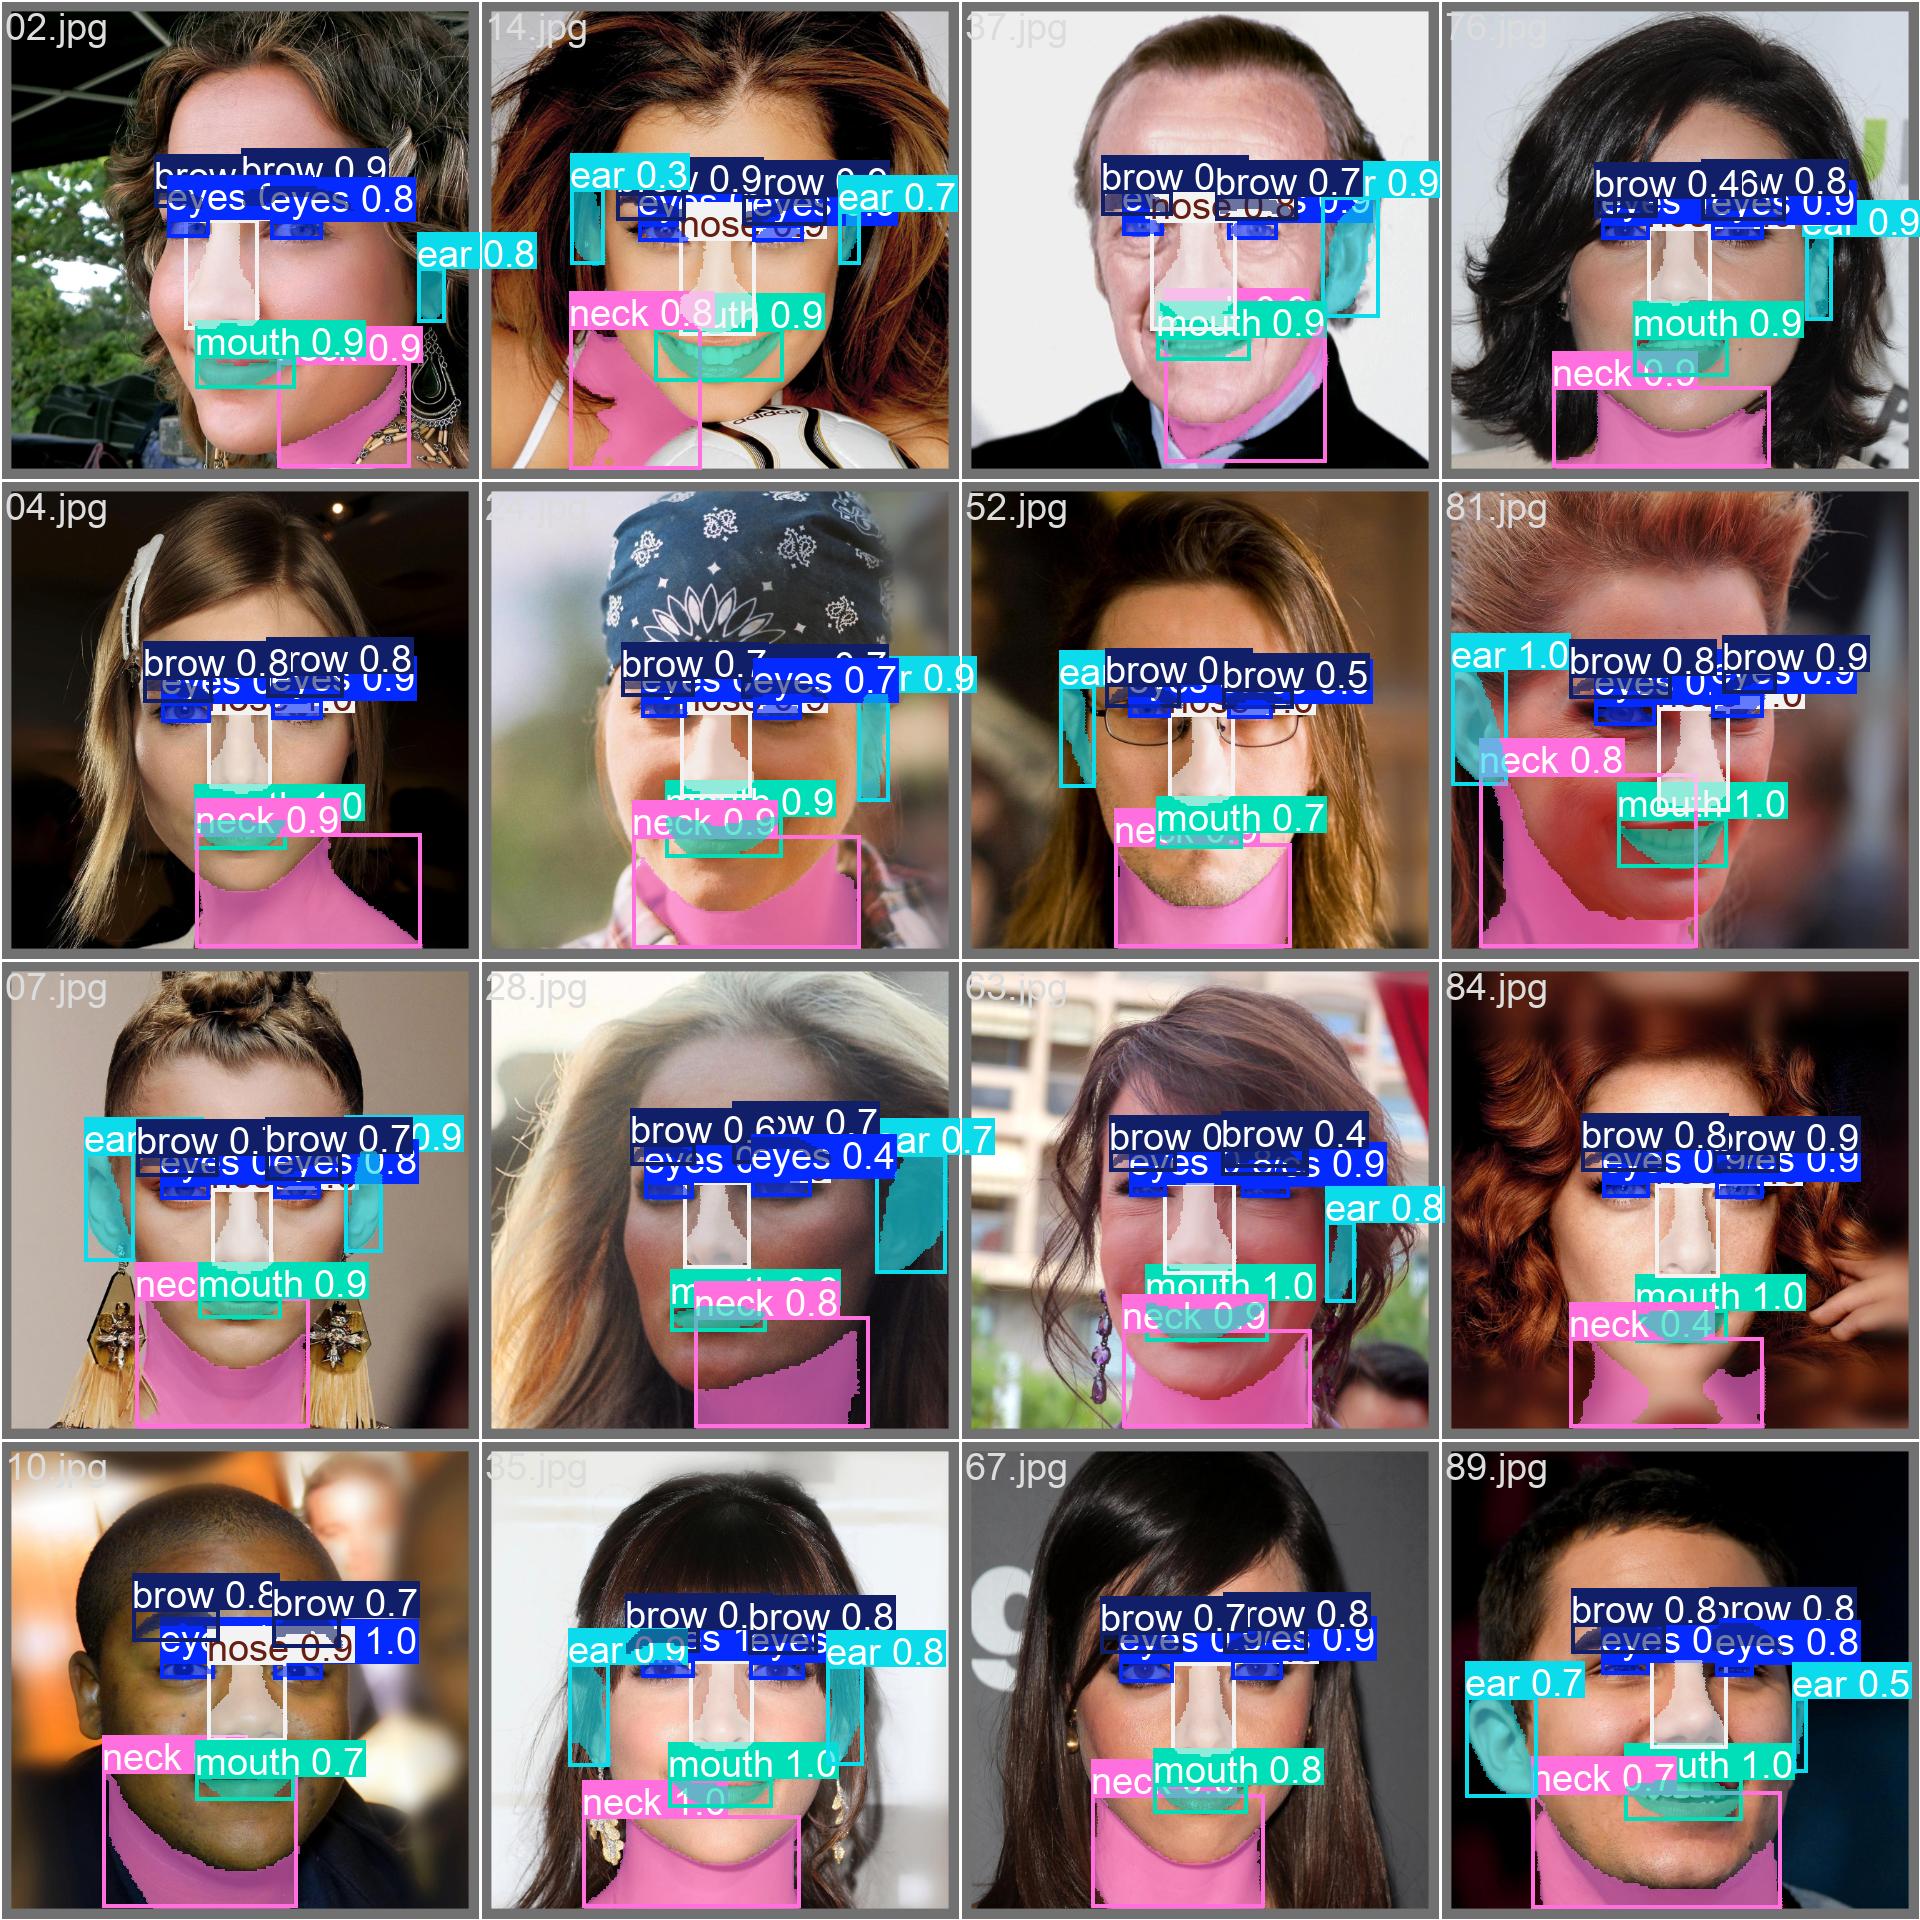 02.jpg
brow 0.9
eyes 0.8
ear 0.8
mouth 0.9
0.9
14.jpg
ear 0.3
0.9
ear 0.7
nose 0.9
neck 0.8
0.9
adidas
37.jpg
brow 0
brow 0.7
r 0.9
nose 0.8
mouth 0.9
76.jpg
brow 0.46
w 0.8
eyes
eyes 0.9
ear 0.9
mouth 0.9
neck 0.9
04.jpg
brow 0.8
row 0.8
eyes
eyes 0.9
neck 0.9
brow 0.7
eyes
eyes 0.7
r 0.9
mouth 0.9
neck 0.9
52.jpg
ear
brow 0
brow 0.5
mouth 0.7
81.jpg
ear 1.0
brow 0.8
brow 0.9
eyes 0.
eyes 0.9
neck 0.8
mouth 1.0
07.jpg
ear
brow 0.
brow 0.7
0.9
eyes
eyes 0.8
nec
mouth 0.9
28.jpg
brow 0.6
ow 0.7
eyes
eyes 0.4
ar 0.7
neck 0.8
63.jpg
brow 0
brow 0.4
eyes
0.9
ear 0.8
mouth 1.0
neck 0.9
84.jpg
brow 0.8
brow 0.9
eyes 0.
eyes 0.9
mouth 1.0
neck 0.4
10.jpg
brow 0.8
brow 0.7
eye
nose 0.9
1.0
neck
mouth 0.7
35.jpg
brow 0.
brow 0.8
ear 0.9
eyes
ear 0.8
mouth 1.0
neck 1.0
67.jpg
9
brow 0.7
row 0.8
eyes 0.9
eyes 0.9
nec
mouth 0.8
89.jpg
brow 0.8
brow 0.8
eyes 0
eyes 0.8
ear 0.7
ear 0.5
neck 0.7
uth 1.0